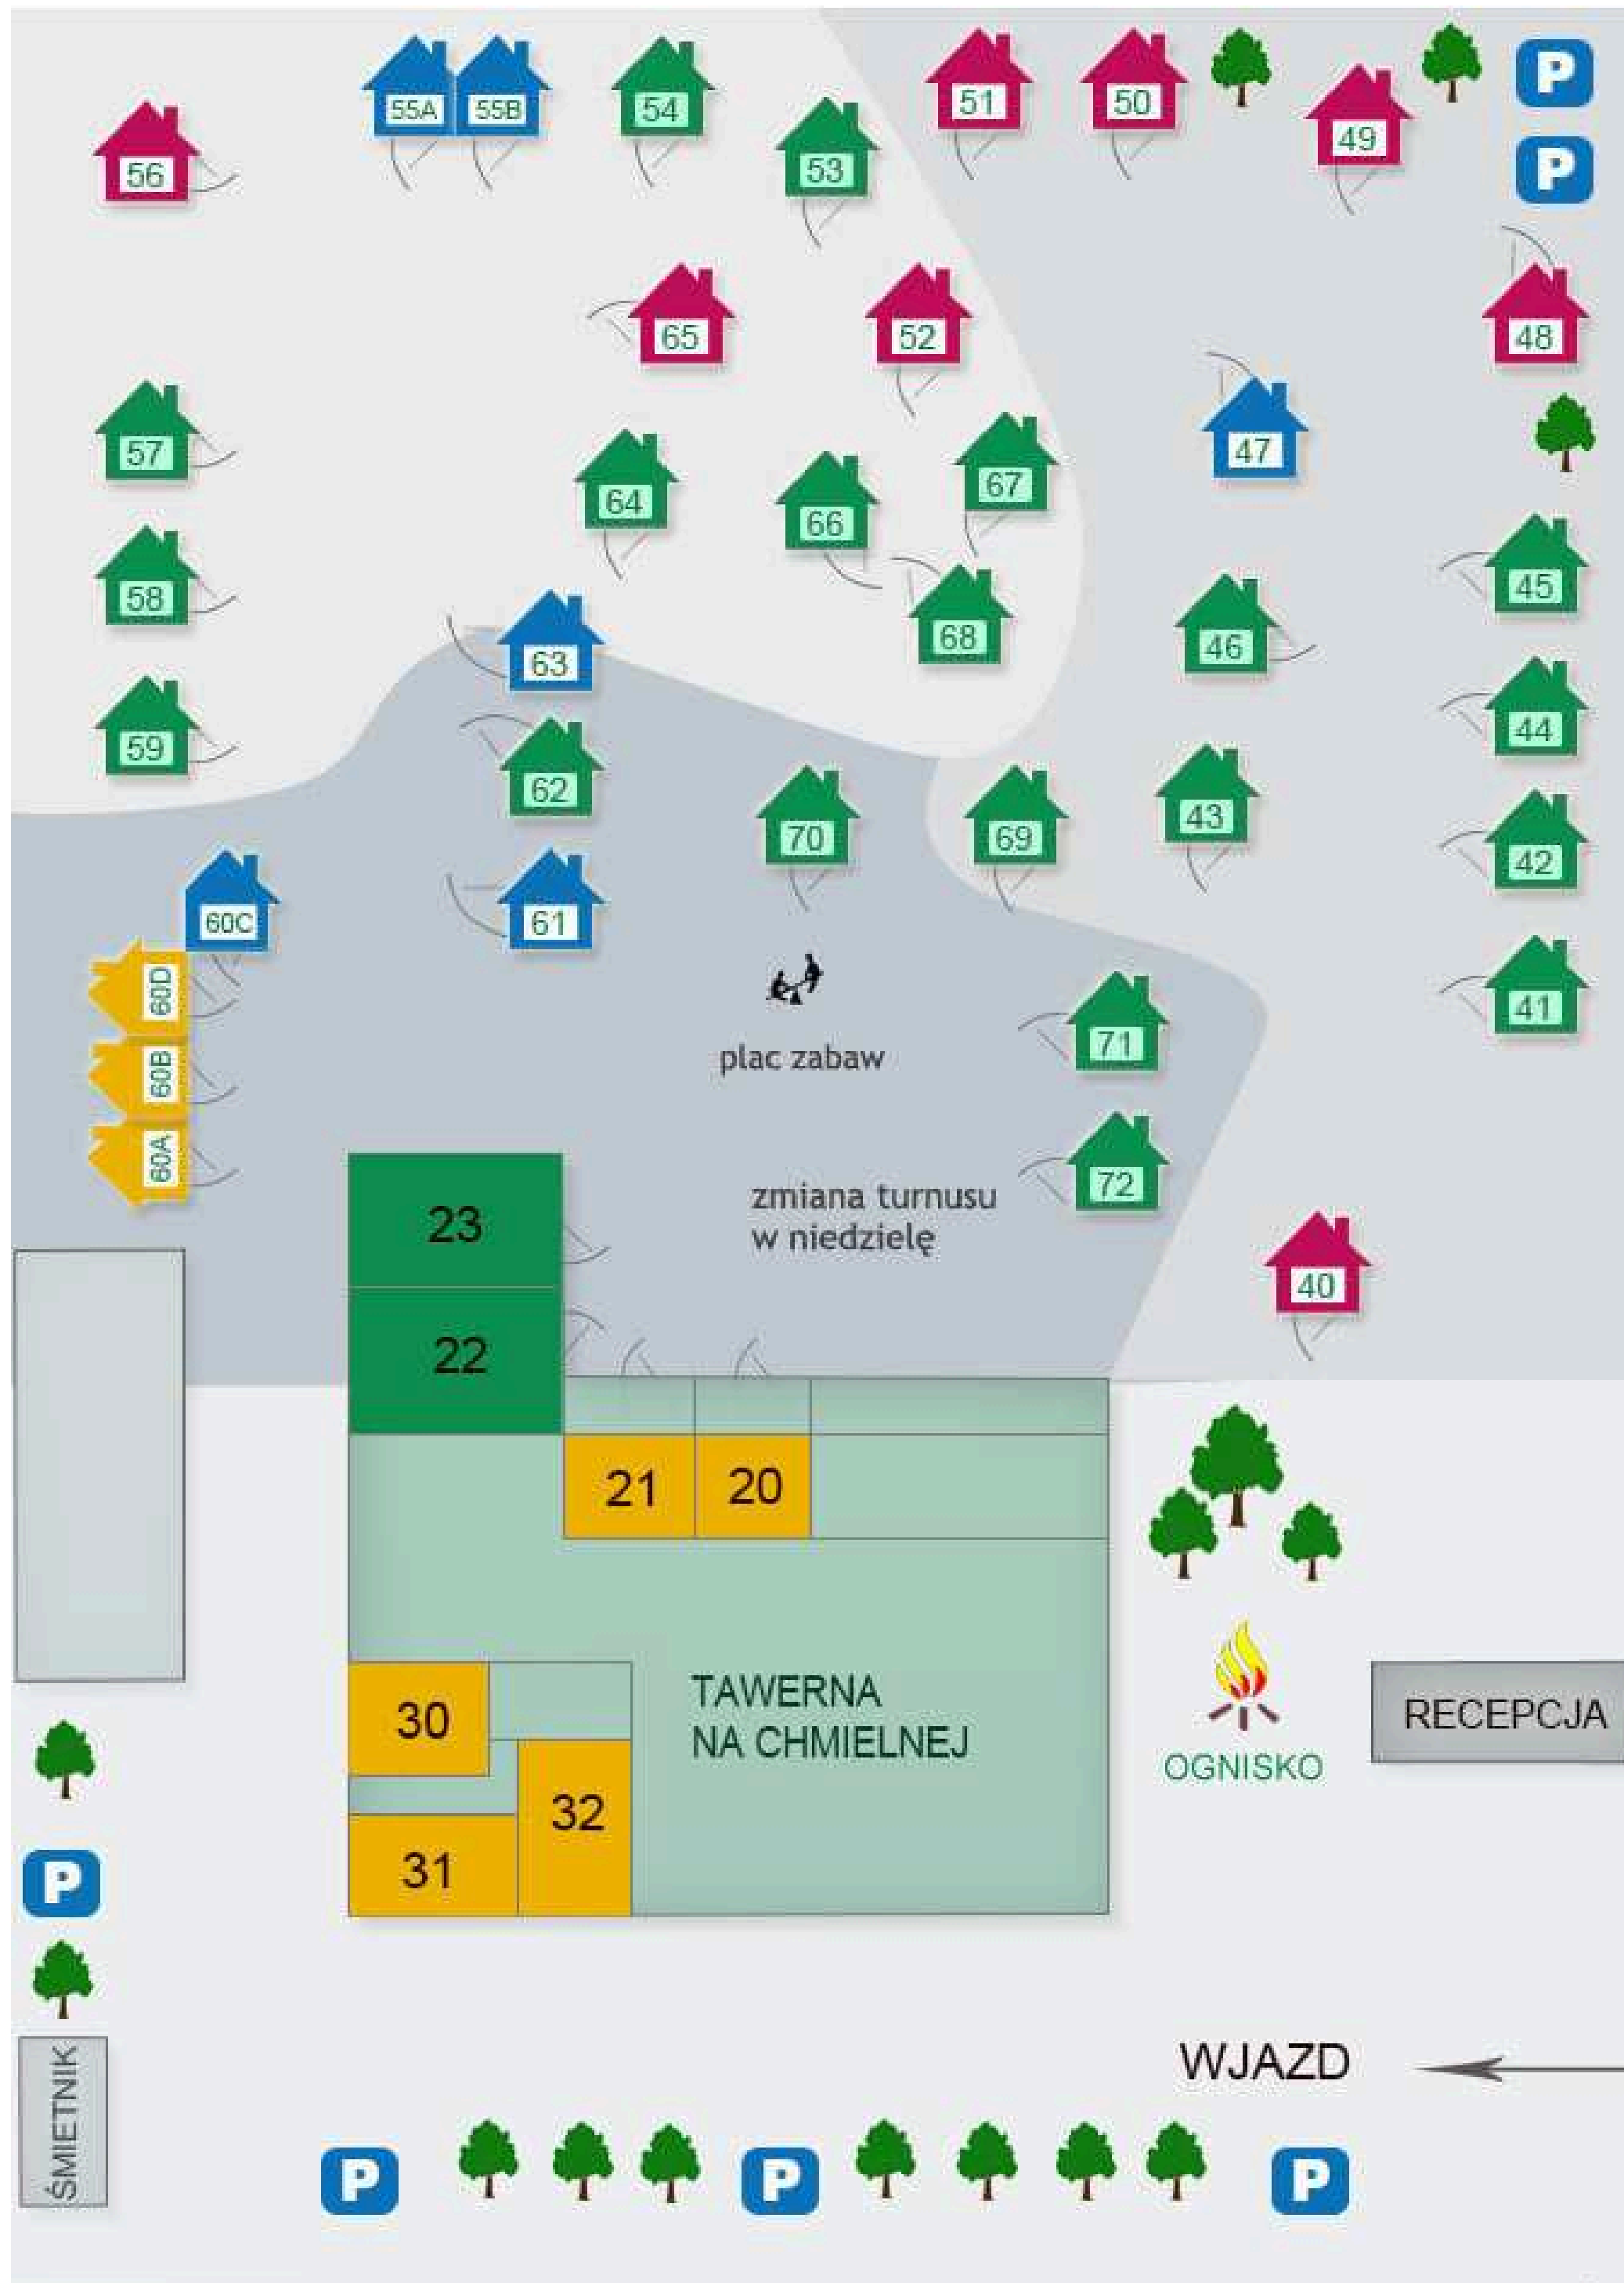 P
55A
55B
54
51
50
49
56
53
P
65
52
48
47
57
64
66
67
58
68
46
45
63
59
62
70
69
43
44
42
60C
61
60D
41
71
60B
plac zabaw
60A
72
23
zmiana turnusu
w niedzielę
40
22
21
20
30
TAWERNA
NA CHMIELNEJ
RECEPCJA
OGNISKO
32
31
P
WJAZD
ŚMIETNIK
P
P
P